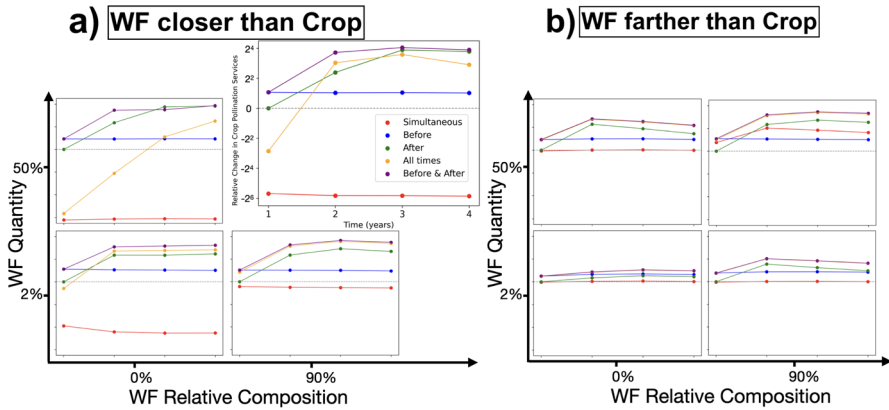 a) WF closer than Crop
b) WF farther than Crop
Relative Change in Crop Pollination Services
2⁴
2²
0
-2²
-2⁴
-2⁶
1 2 3 4
Time (years)
Simultaneous
Before
After
All times
Before & After
WF Quantity
50%
2%
0% 90%
WF Relative Composition
WF Quantity
50%
2%
0% 90%
WF Relative Composition